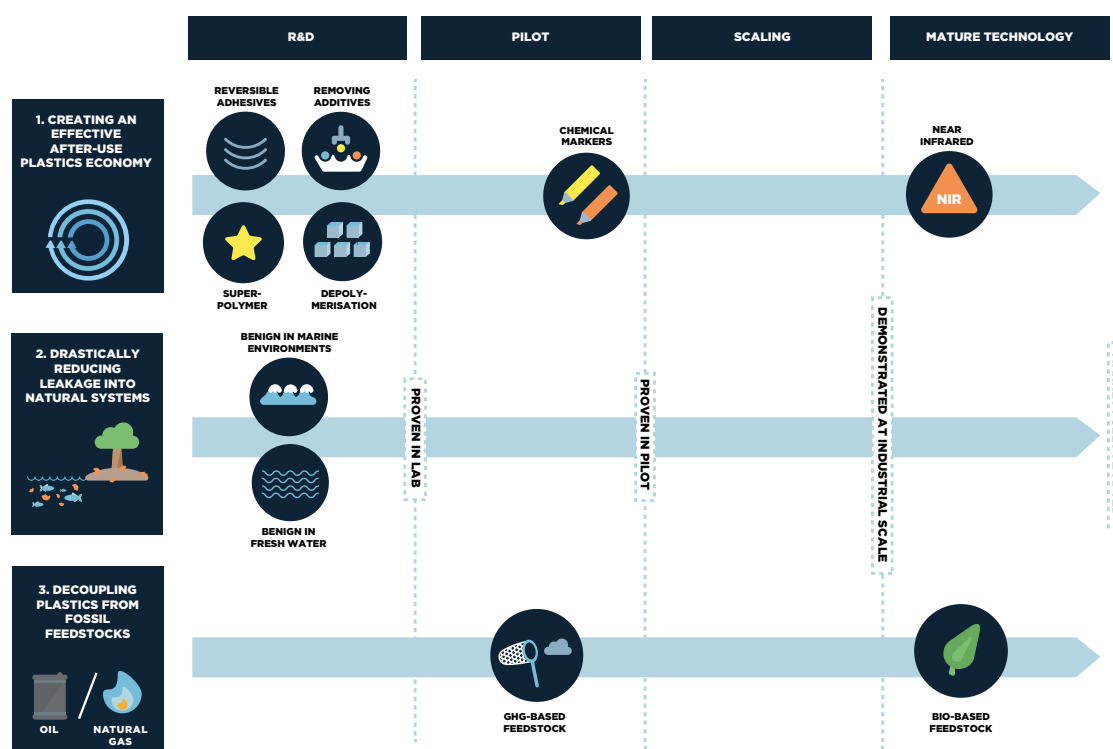 R&D
PILOT
SCALING
MATURE TECHNOLOGY
1. CREATING AN
EFFECTIVE
AFTER-USE
PLASTICS ECONOMY
REVERSIBLE
ADHESIVES
REMOVING
ADDITIVES
SUPER-
POLYMER
DEPOLY-
MERISATION
CHEMICAL
MARKERS
NEAR
INFRARED
NIR
2. DRASTICALLY
REDUCING
LEAKAGE INTO
NATURAL SYSTEMS
BENIGN IN MARINE
ENVIRONMENTS
BENIGN IN
FRESH WATER
PROVEN IN LAB
PROVEN IN PILOT
DEMONSTRATED AT INDUSTRIAL SCALE
3. DECOUPLING
PLASTICS FROM
FOSSIL
FEEDSTOCKS
OIL
NATURAL
GAS
GHG-BASED
FEEDSTOCK
BIO-BASED
FEEDSTOCK